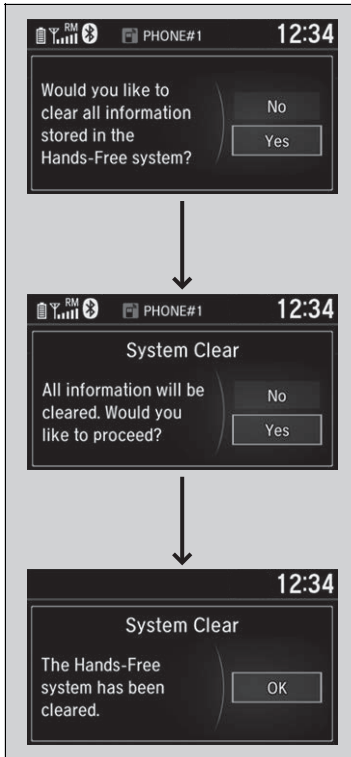 RM PHONE#1 12:34
Would you like to
clear all information
stored in the
Hands-Free system?
No
Yes
RM PHONE#1 12:34
System Clear
All information will be
cleared. Would you
like to proceed?
No
Yes
12:34
System Clear
The Hands-Free
system has been
cleared.
OK